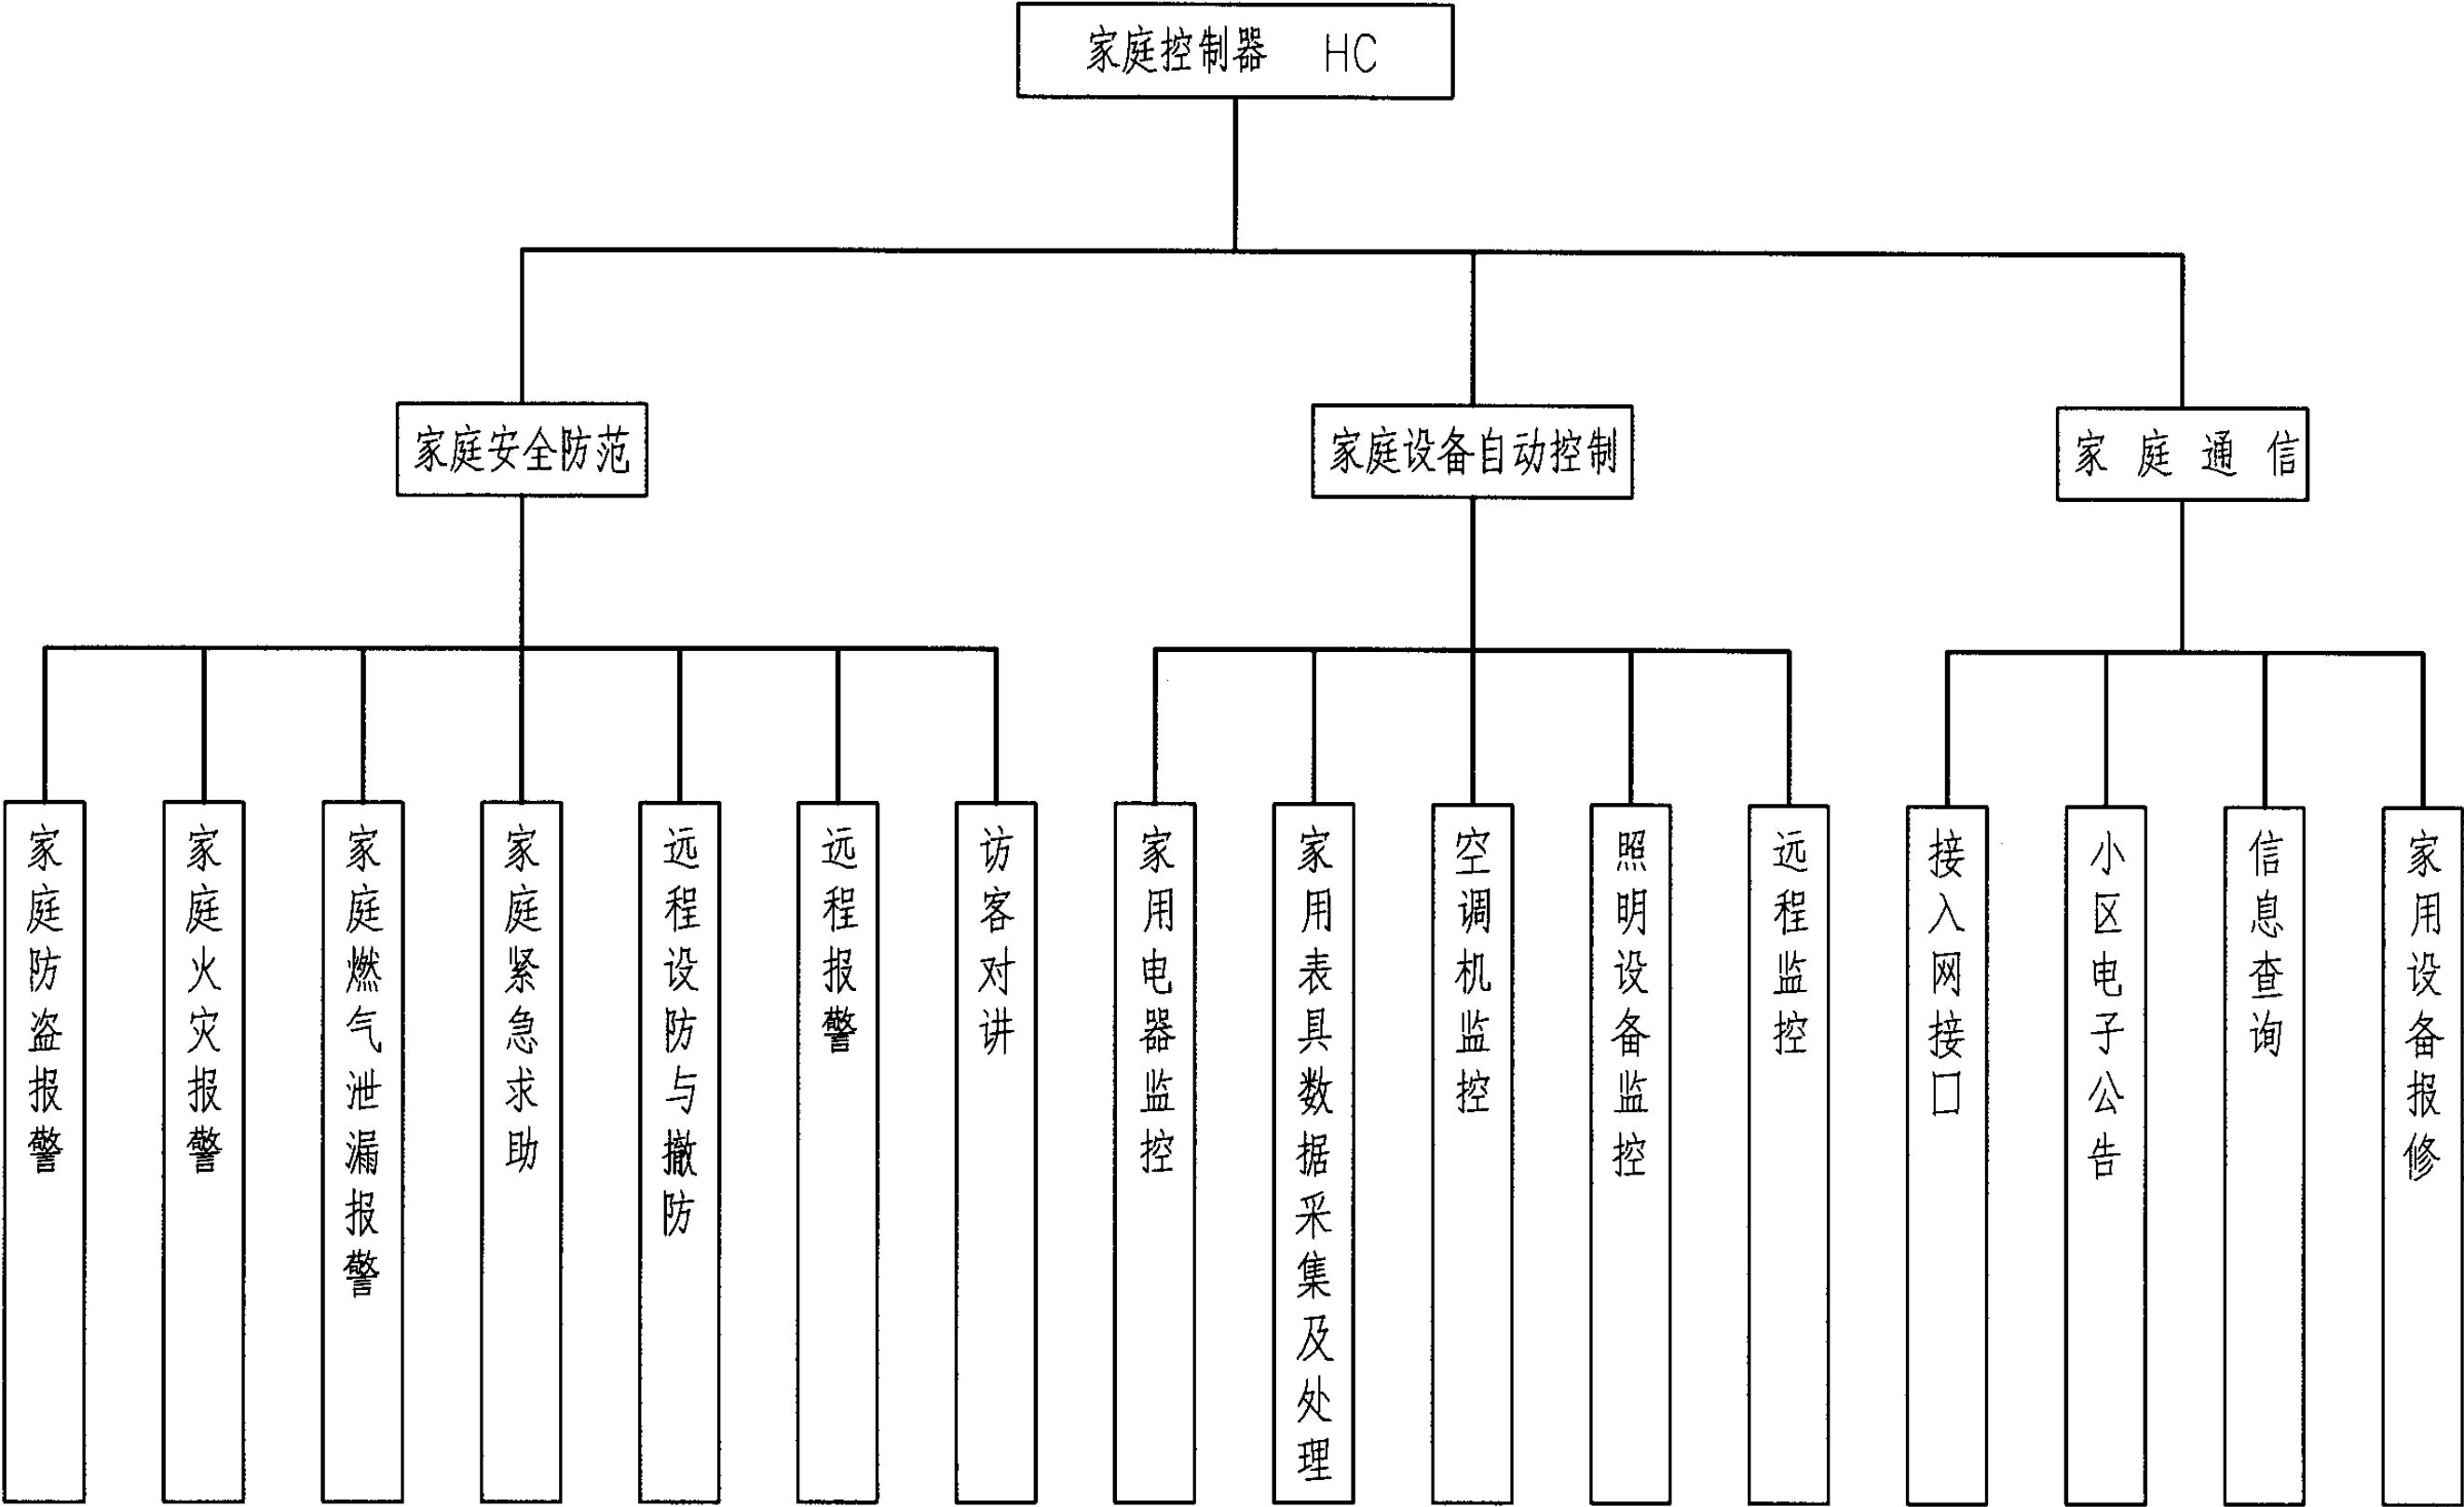 家庭控制器 HC
家庭安全防范
家庭设备自动控制
家庭通信
家庭防盗报警
家庭火灾报警
家庭燃气泄漏报警
家庭紧急求助
远程设防与撤防
远程报警
访客对讲
家用电器监控
家用表具数据采集及处理
空调机监控
照明设备监控
远程监控
接入网接口
小区电子公告
信息查询
家用设备报修